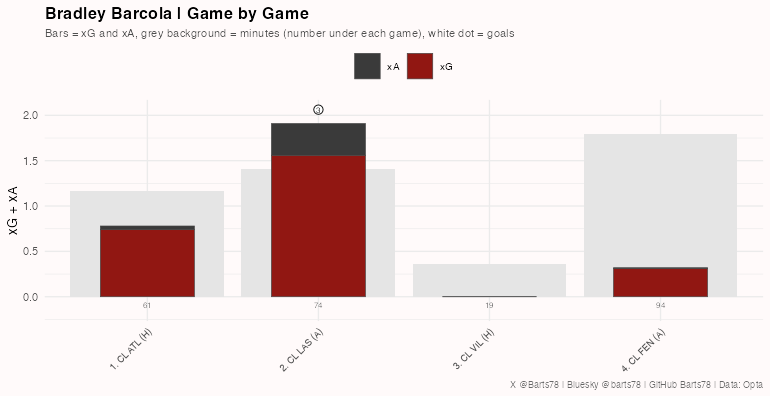 Bradley Barcola | Game by Game
Bars = xG and xA, grey background = minutes (number under each game), white dot = goals
xA xG
xG + xA
2.0
1.5
1.0
0.5
0.0
3
61 74 19 94
1. CL ATL (H) 2. CL LAS (A) 3. CL VIL (H) 4. CL FEN (A)
X @Barts78 | Bluesky @barts78 | GitHub Barts78 | Data: Opta